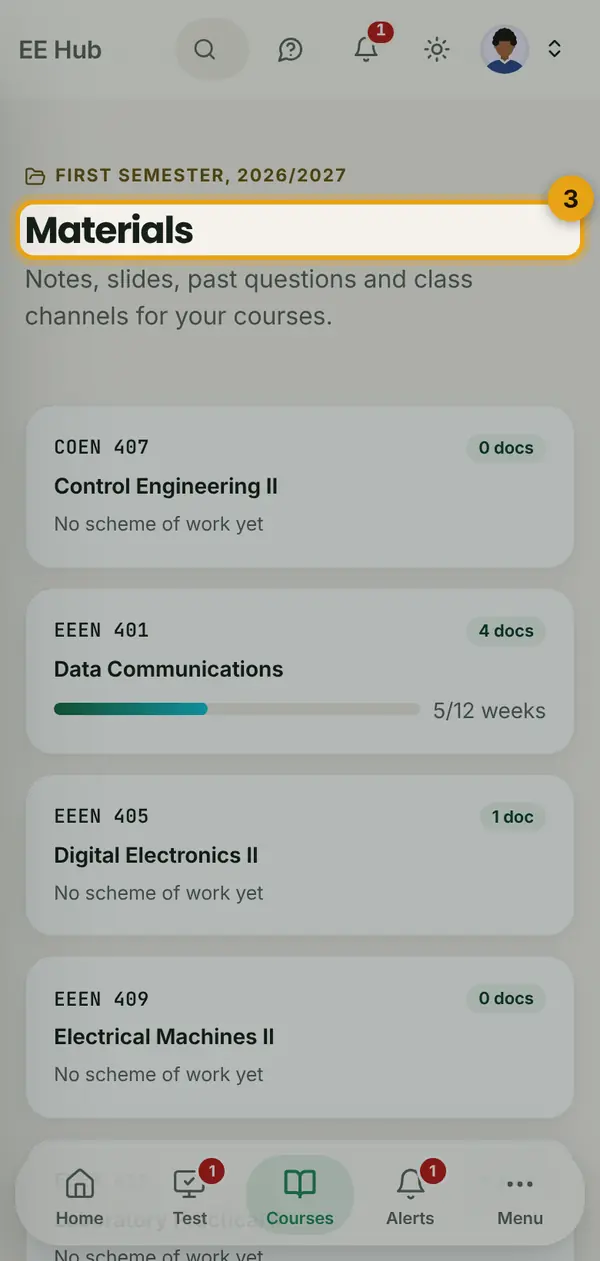 EE Hub
1
FIRST SEMESTER, 2026/2027
3
Materials
Notes, slides, past questions and class
channels for your courses.
COEN 407
0 docs
Control Engineering II
No scheme of work yet
EEEN 401
4 docs
Data Communications
5/12 weeks
EEEN 405
1 doc
Digital Electronics II
No scheme of work yet
EEEN 409
0 docs
Electrical Machines II
No scheme of work yet
1
1
Home
Test
Courses
Alerts
Menu
No scheme of work yet